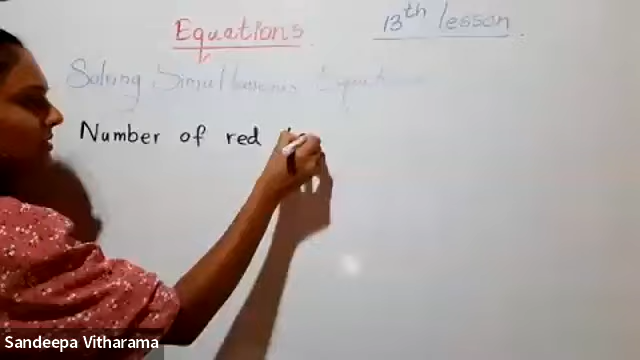 Equations 13th lesson
Solving Simultaneous Equations
Number of red
Sandeepa Vitharama